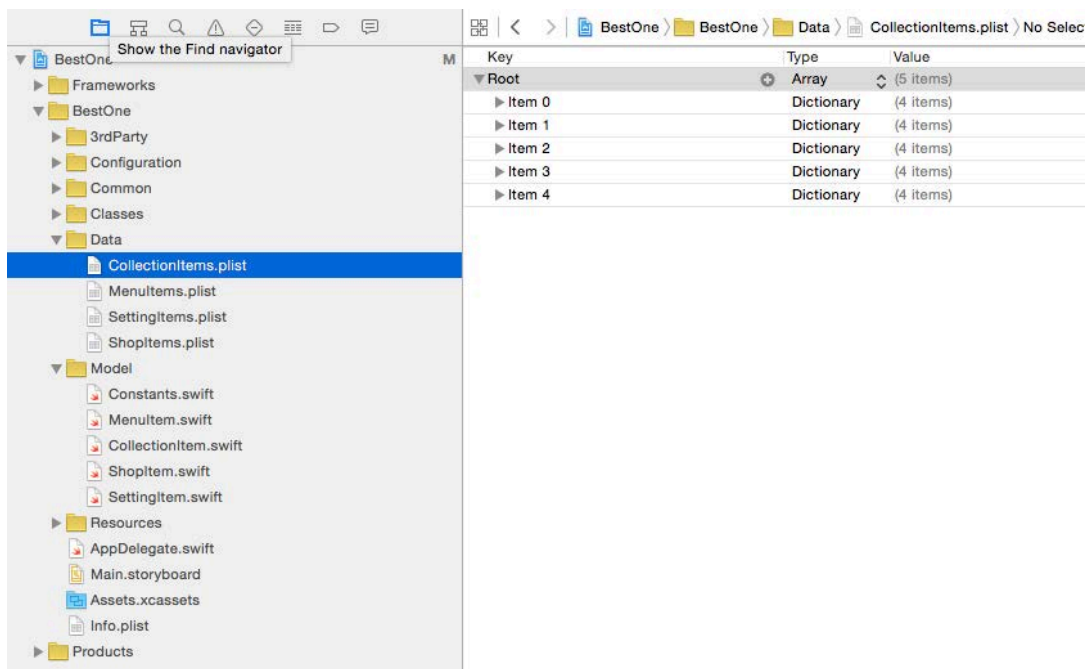 BestOne
BestOne
Data
CollectionItems.plist
No Selec
Show the Find navigator
BestOne
M
Frameworks
BestOne
3rdParty
Configuration
Common
Classes
Data
CollectionItems.plist
MenuItems.plist
SettingItems.plist
ShopItems.plist
Model
Constants.swift
MenuItem.swift
CollectionItem.swift
ShopItem.swift
SettingItem.swift
Resources
AppDelegate.swift
Main.storyboard
Assets.xcassets
Info.plist
Products
Key Type Value
Root Array (5 items)
Item 0 Dictionary (4 items)
Item 1 Dictionary (4 items)
Item 2 Dictionary (4 items)
Item 3 Dictionary (4 items)
Item 4 Dictionary (4 items)